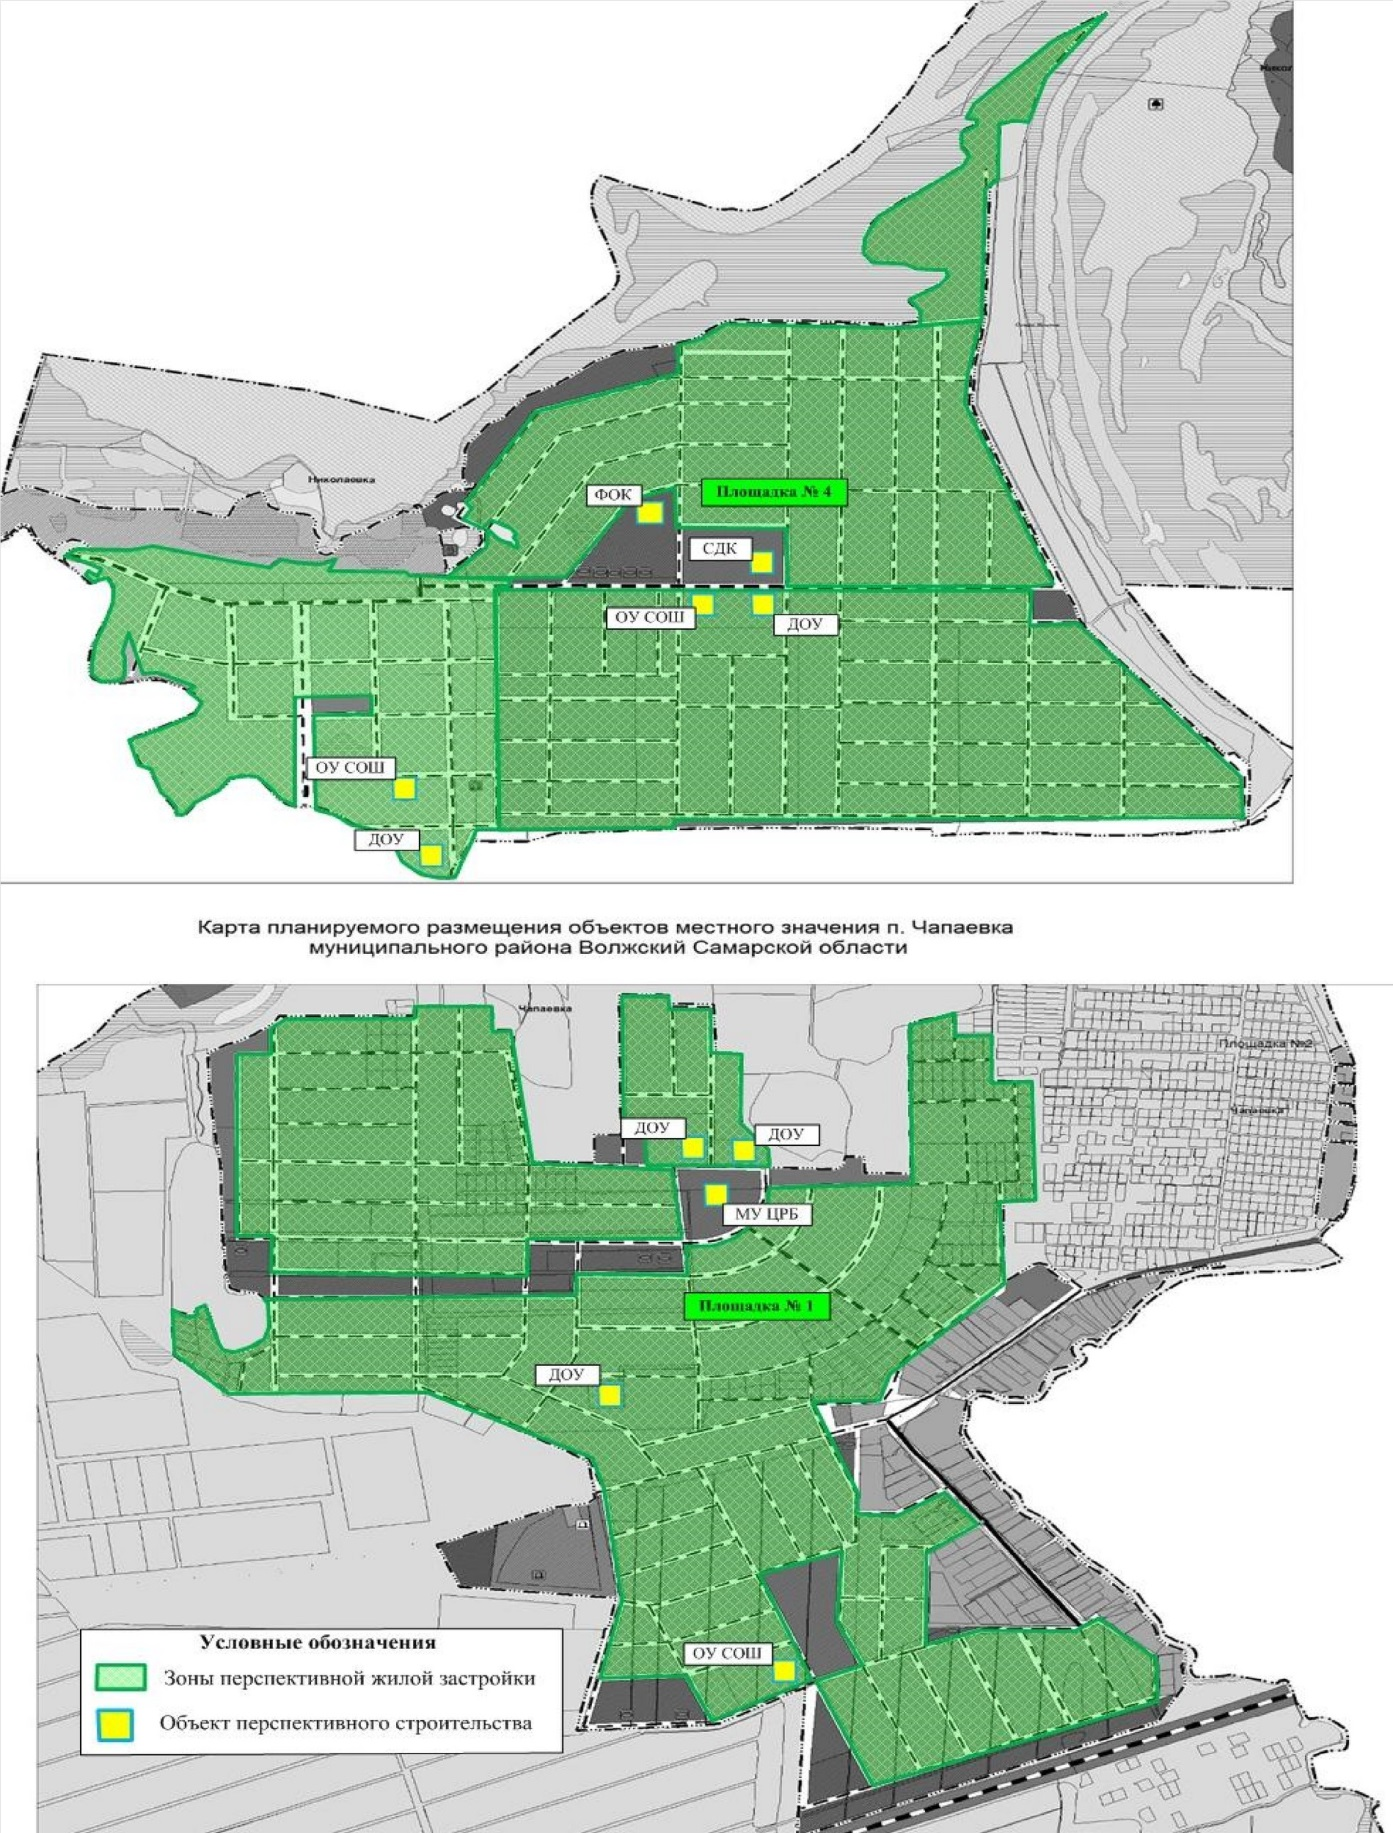 Николаевка
ФОК
Площадка № 4
СДК
ОУ СОШ
ДОУ
ОУ СОШ
ДОУ
Карта планируемого размещения объектов местного значения п. Чапаевка
муниципального района Волжский Самарской области
Чапаевка
Площадка №2
Чапаевка
ДОУ
ДОУ
МУ ЦРБ
Площадка № 1
ДОУ
ОУ СОШ
Условные обозначения
Зоны перспективной жилой застройки
Объект перспективного строительства